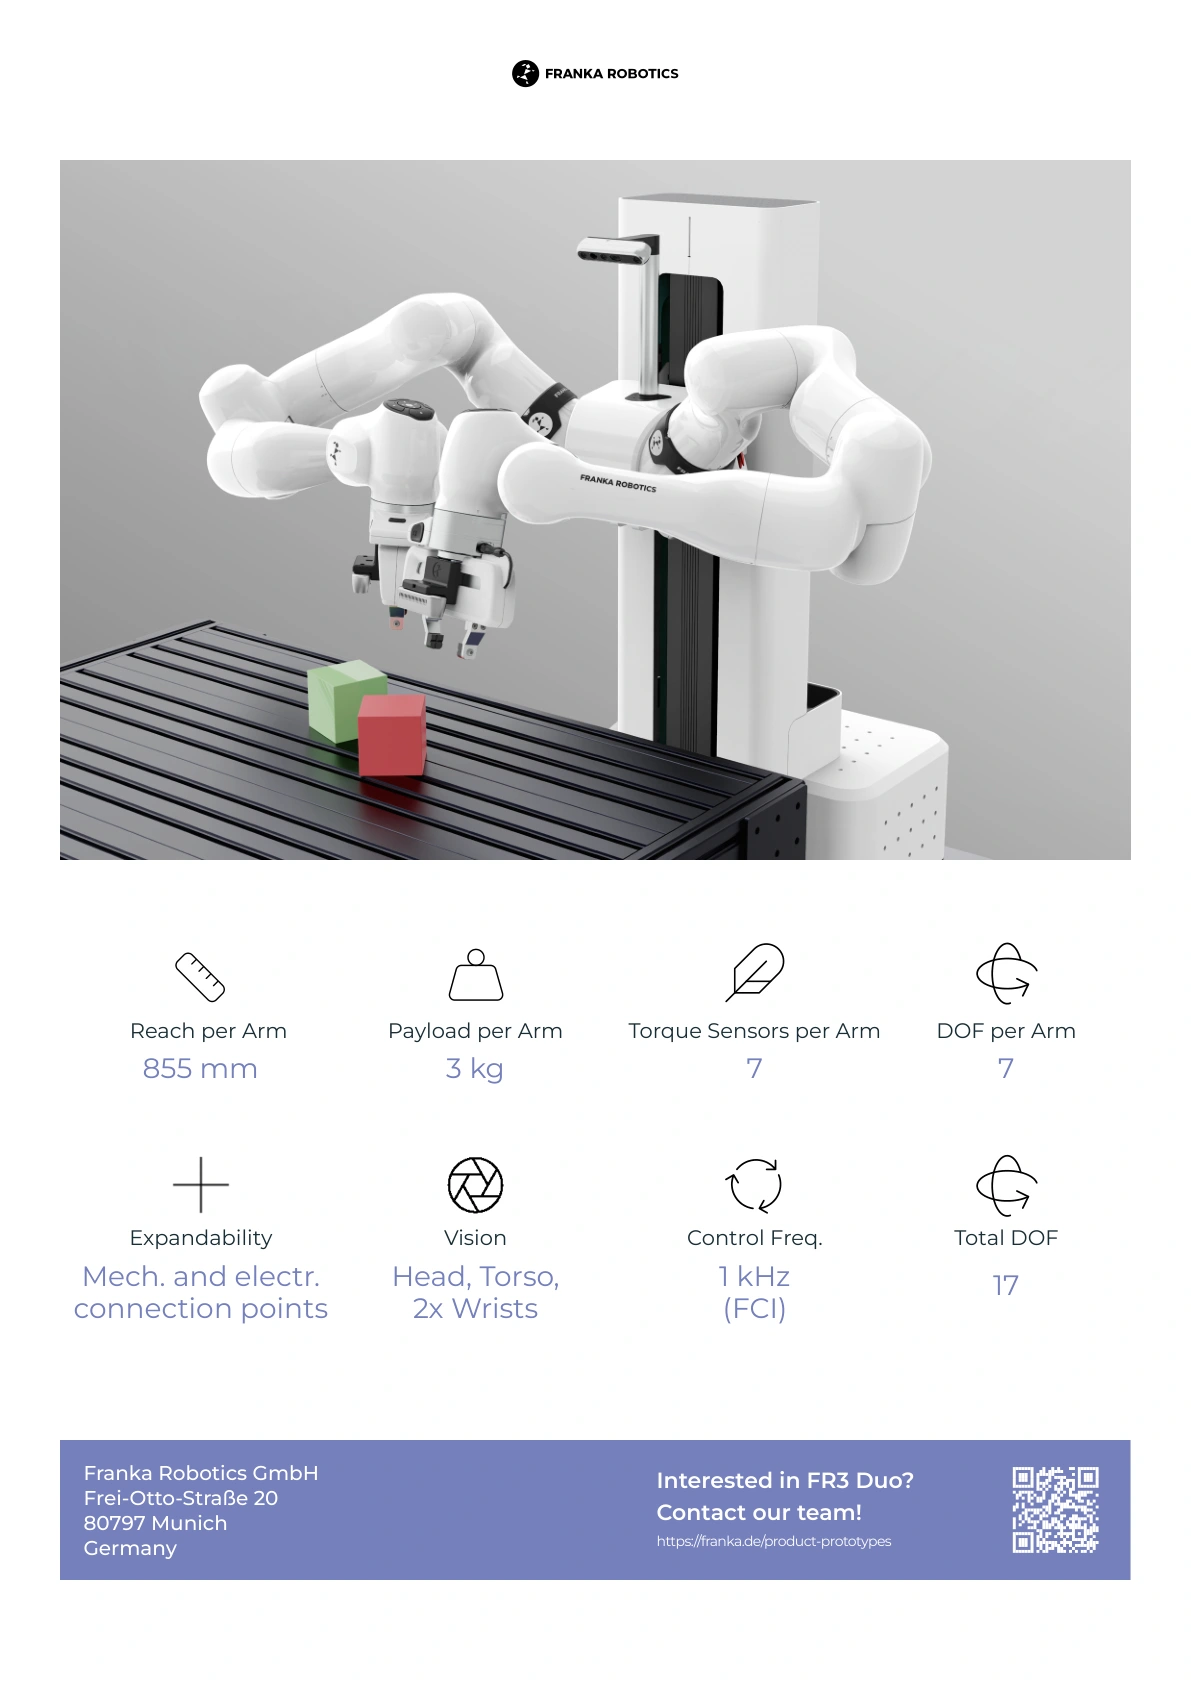 FRANKA ROBOTICS
FRANKA ROBOTICS
Reach per Arm
855 mm
Payload per Arm
3 kg
Torque Sensors per Arm
7
DOF per Arm
7
Expandability
Mech. and electr.
connection points
Vision
Head, Torso,
2x Wrists
Control Freq.
1 kHz
(FCI)
Total DOF
17
Franka Robotics GmbH
Frei-Otto-Straße 20
80797 Munich
Germany
Interested in FR3 Duo?
Contact our team!
https://franka.de/product-prototypes